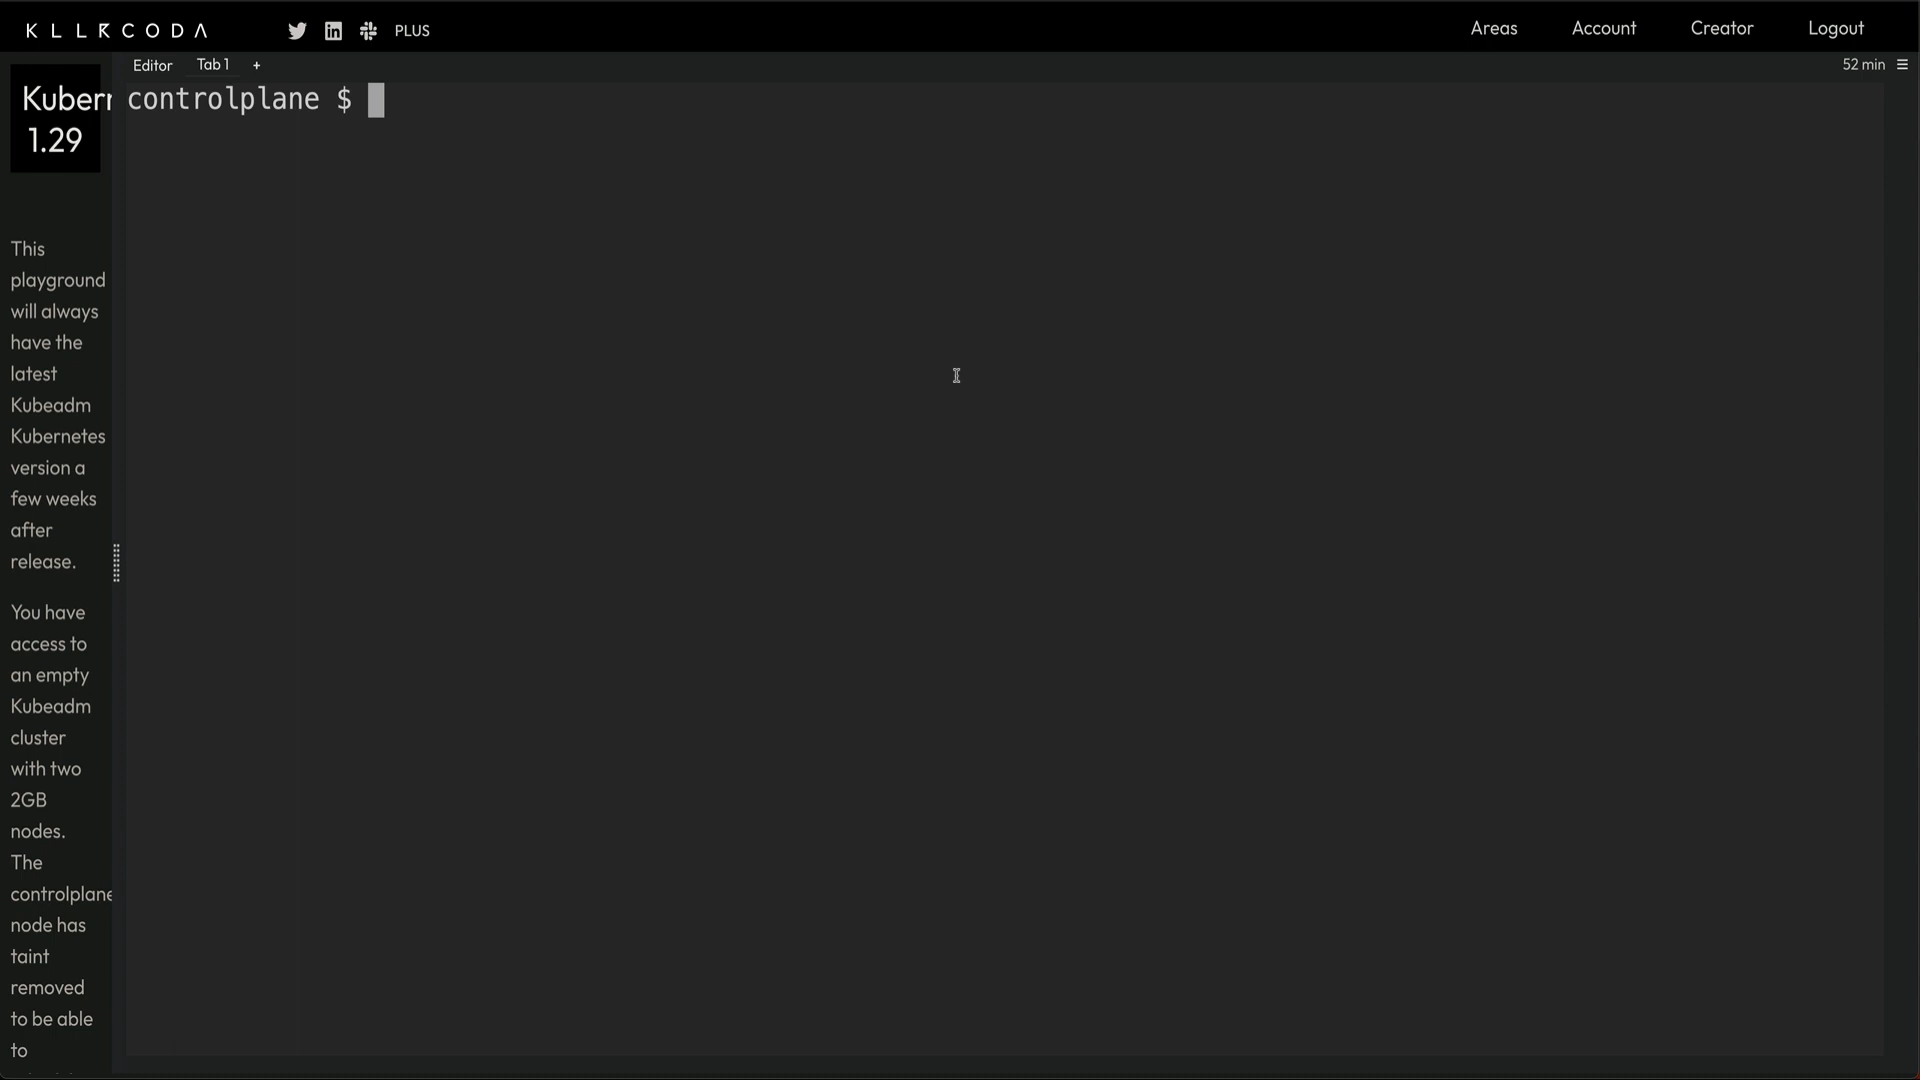 KILLERCODA
PLUS
Areas
Account
Creator
Logout
Editor
Tab 1
+
52 min
Kubern
1.29
controlplane $
This
playground
will always
have the
latest
Kubeadm
Kubernetes
version a
few weeks
after
release.
You have
access to
an empty
Kubeadm
cluster
with two
2GB
nodes.
The
controlplane
node has
taint
removed
to be able
to